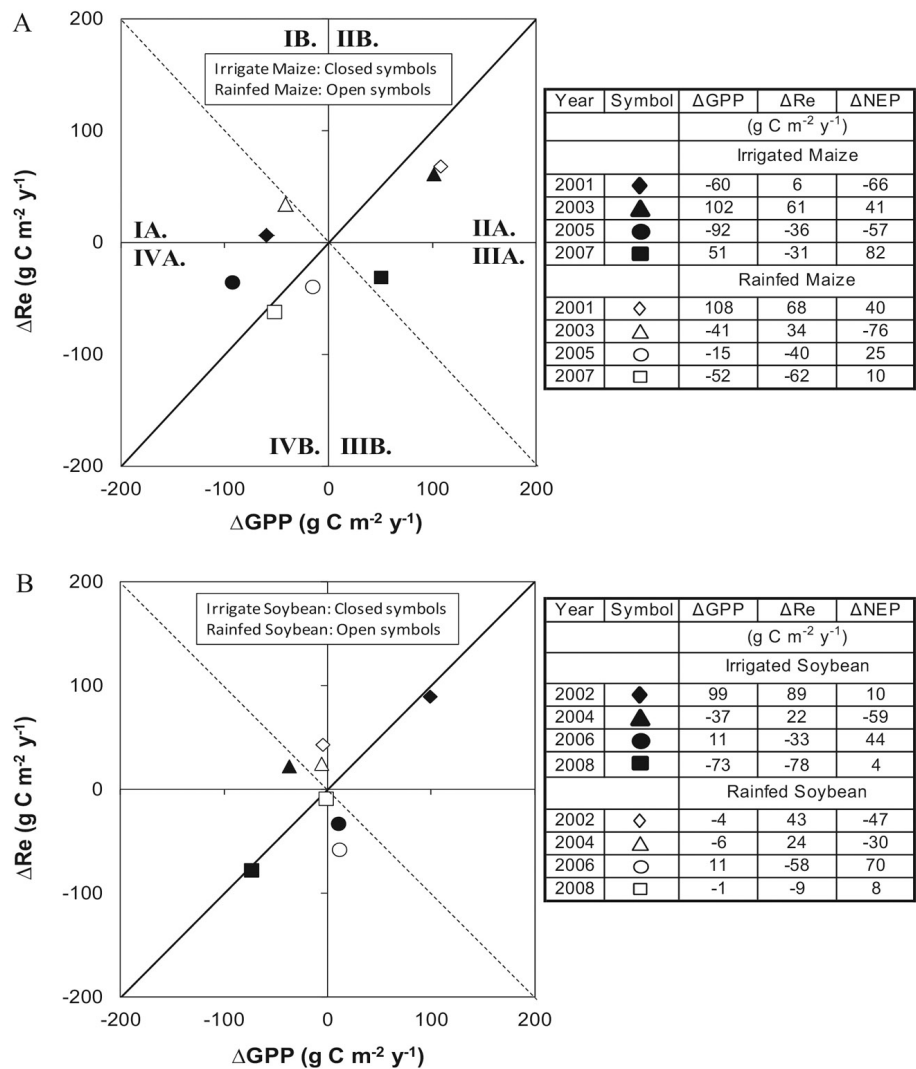 A
200
100
0
-100
-200
-200
-100
0
100
200
ΔRe (g C m-2 y-1)
ΔGPP (g C m-2 y-1)
IB. IIB.
Irrigate Maize: Closed symbols
Rainfed Maize: Open symbols
IA. IIA.
IVA. IIIA.
IVB. IIIB.
Year Symbol ΔGPP ΔRe ΔNEP
(g C m-2 y-1)
Irrigated Maize
2001 -60 6 -66
2003 102 61 41
2005 -92 -36 -57
2007 51 -31 82
Rainfed Maize
2001 108 68 40
2003 -41 34 -76
2005 -15 -40 25
2007 -52 -62 10
B
200
100
0
-100
-200
-200
-100
0
100
200
ΔRe (g C m-2 y-1)
ΔGPP (g C m-2 y-1)
Irrigate Soybean: Closed symbols
Rainfed Soybean: Open symbols
Year Symbol ΔGPP ΔRe ΔNEP
(g C m-2 y-1)
Irrigated Soybean
2002 99 89 10
2004 -37 22 -59
2006 11 -33 44
2008 -73 -78 4
Rainfed Soybean
2002 -4 43 -47
2004 -6 24 -30
2006 11 -58 70
2008 -1 -9 8